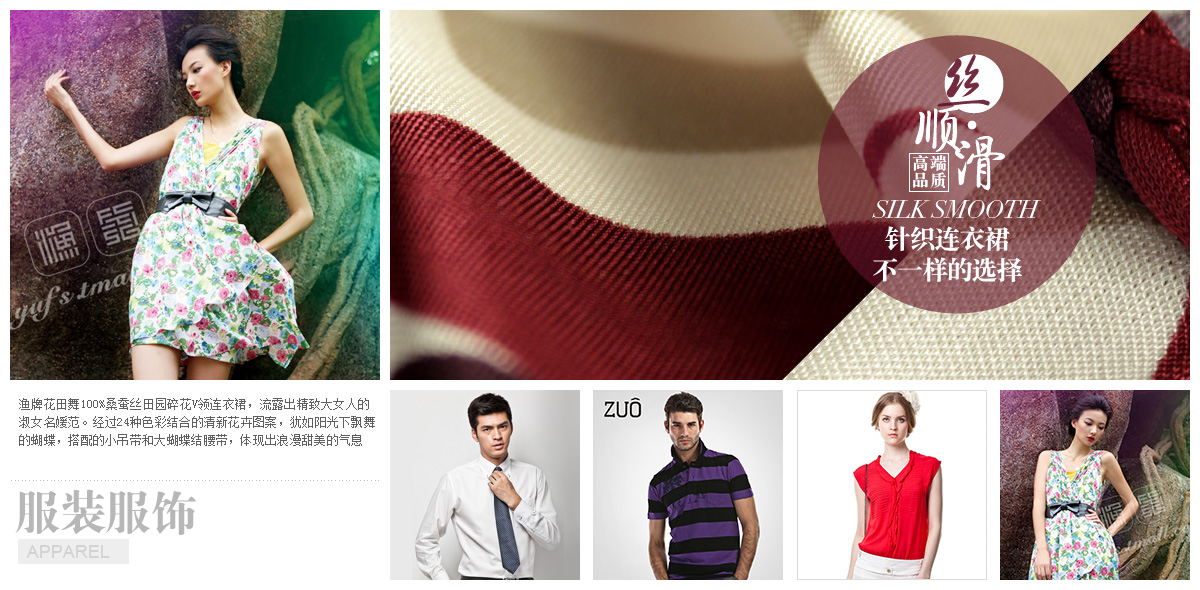 丝
顺·滑
高端
品质
SILK SMOOTH
针织连衣裙
不一样的选择
渔牌花田舞100%桑蚕丝田园碎花V领连衣裙，流露出精致大女人的
淑女名媛范。经过24种色彩结合的清新花卉图案，犹如阳光下飘舞
的蝴蝶，搭配的小吊带和大蝴蝶结腰带，体现出浪漫甜美的气息
服装服饰
APPAREL
ZUÔ